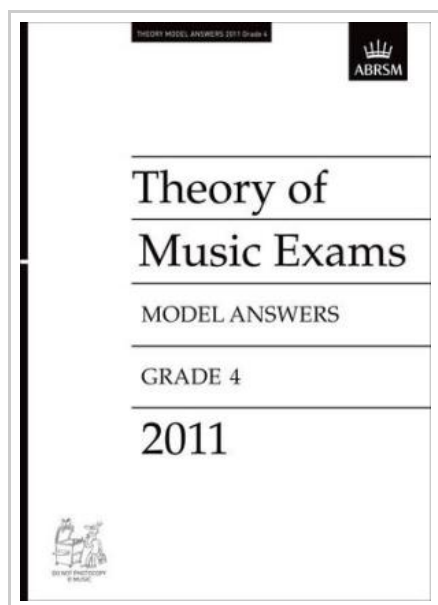 THEORY MODEL ANSWERS 2011 Grade 4
ABRSM
Theory of
Music Exams
MODEL ANSWERS
GRADE 4
2011
DO NOT PHOTOCOPY
© MUSIC